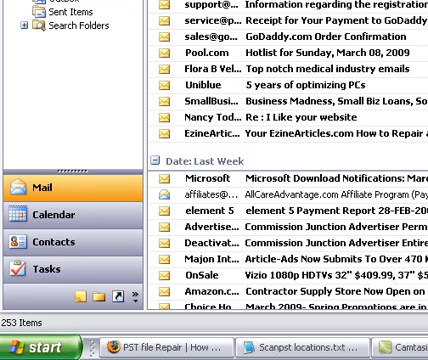 support@... Information regarding the registration
Sent Items service@p... Receipt for Your Payment to GoDaddy
Search Folders sales@go... GoDaddy.com Order Confirmation
Pool.com Hotlist for Sunday, March 08, 2009
Flora B Vel... Top notch medical industry emails
Uniblue 5 years of optimizing PCs
SmallBusi... Business Madness, Small Biz Loans, So
Nancy Tod... Re : I Like your website
EzineArtic... Your EzineArticles.com How to Repair a
Date: Last Week
Microsoft Microsoft Download Notifications: Marc
Mail affiliates@... AllCareAdvantage.com Affiliate Program (Pay
Calendar element 5 element 5 Payment Report 28-FEB-200
Advertise... Commission Junction Advertiser Perm
Contacts Deactivat... Commission Junction Advertiser Entire
Majon Int... Article-Ads Now Submits To Over 470 K
Tasks OnSale Vizio 1080p HDTVs 32" $409.99, 37" $5
Amazon.c... Contractor Supply Store Now Open on
Choice Ho... March 2009- Spring Promotions are in
253 Items
start PST file Repair | How ... Scanpst locations.txt ... Camtasi